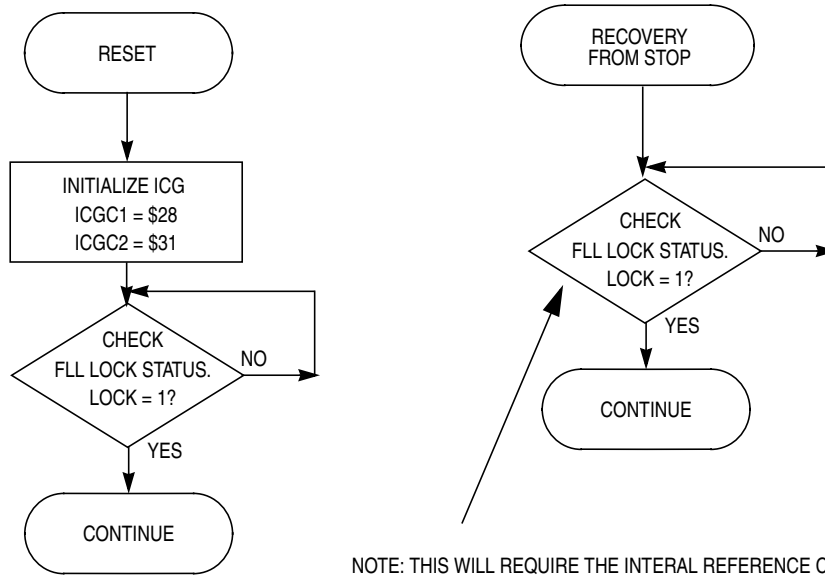 RESET
INITIALIZE ICG
ICGC1 = $28
ICGC2 = $31
CHECK
FLL LOCK STATUS.
LOCK = 1?
NO
YES
CONTINUE
RECOVERY
FROM STOP
CHECK
FLL LOCK STATUS.
LOCK = 1?
NO
YES
CONTINUE
NOTE: THIS WILL REQUIRE THE INTERAL REFERENCE